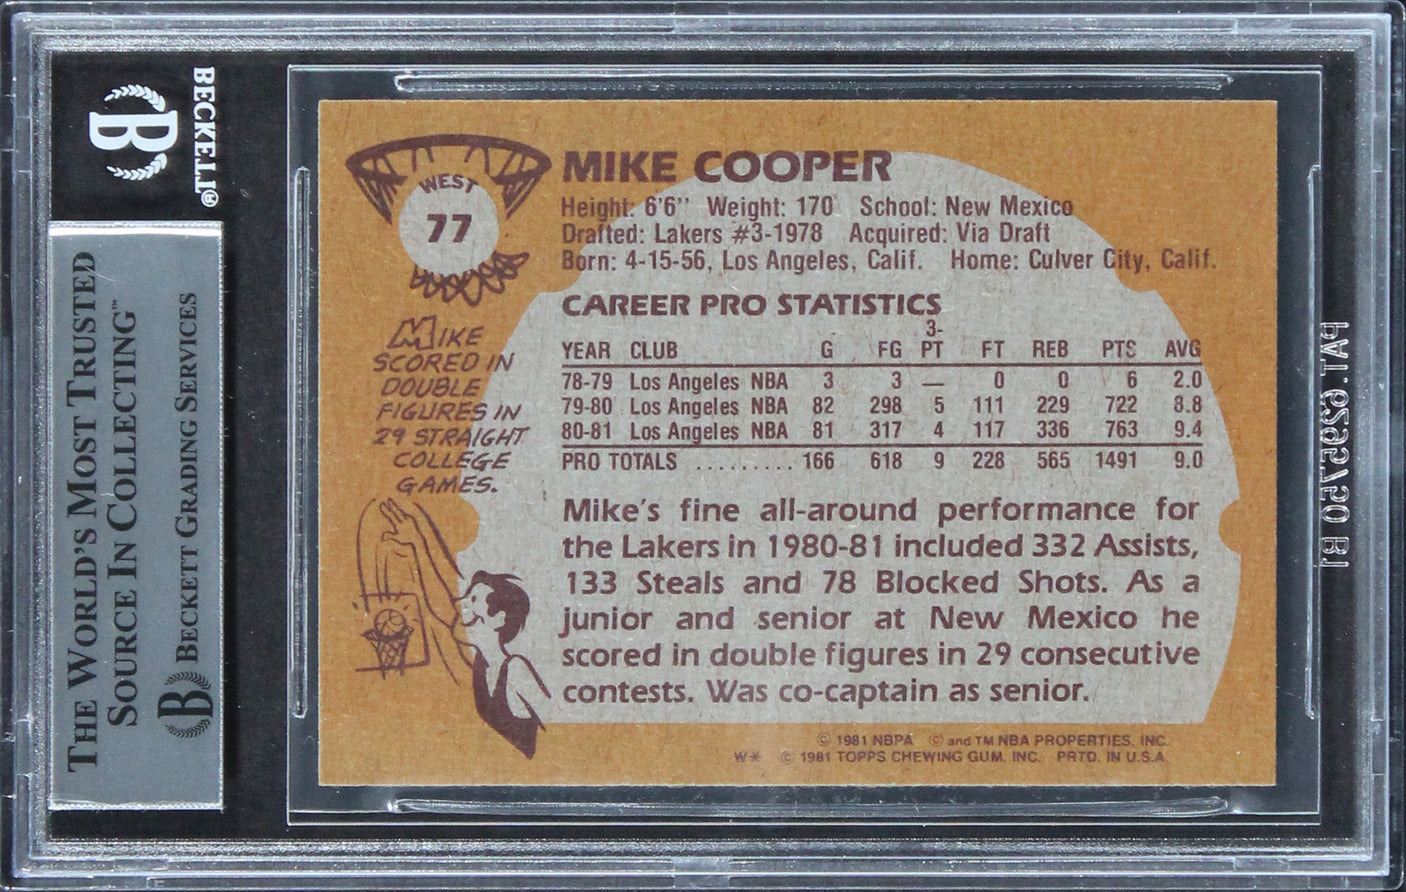 BECKETT®
B
THE WORLD'S MOST TRUSTED
SOURCE IN COLLECTING™
B BECKETT GRADING SERVICES
WEST
77
MIKE COOPER
Height: 6'6'' Weight: 170 School: New Mexico
Drafted: Lakers #3-1978 Acquired: Via Draft
Born: 4-15-56, Los Angeles, Calif. Home: Culver City, Calif.
MIKE
SCORED IN
DOUBLE
FIGURES IN
29 STRAIGHT
COLLEGE
GAMES.
CAREER PRO STATISTICS
YEAR CLUB G FG 3-PT FT REB PTS AVG
78-79 Los Angeles NBA 3 3 — 0 0 6 2.0
79-80 Los Angeles NBA 82 298 5 111 229 722 8.8
80-81 Los Angeles NBA 81 317 4 117 336 763 9.4
PRO TOTALS ......... 166 618 9 228 565 1491 9.0
Mike's fine all-around performance for
the Lakers in 1980-81 included 332 Assists,
133 Steals and 78 Blocked Shots. As a
junior and senior at New Mexico he
scored in double figures in 29 consecutive
contests. Was co-captain as senior.
© 1981 NBPA © and TM NBA PROPERTIES, INC.
W* © 1981 TOPPS CHEWING GUM, INC. PRTD. IN U.S.A.